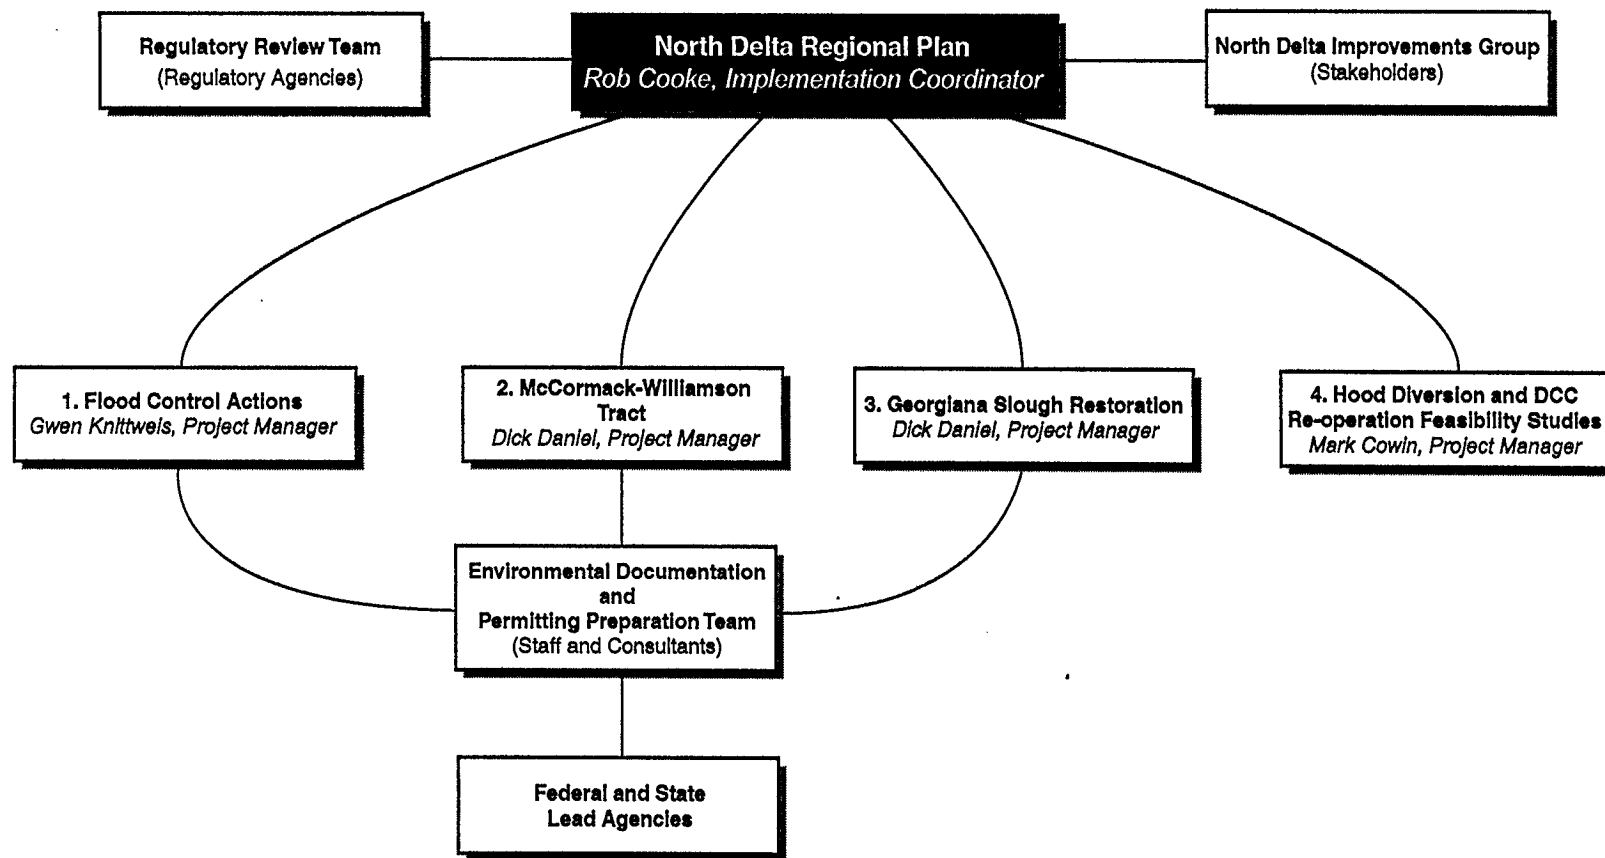 Regulatory Review Team
(Regulatory Agencies)
North Delta Regional Plan
Rob Cooke, Implementation Coordinator
North Delta Improvements Group
(Stakeholders)
1. Flood Control Actions
Gwen Knittweis, Project Manager
2. McCormack-Williamson
Tract
Dick Daniel, Project Manager
3. Georgiana Slough Restoration
Dick Daniel, Project Manager
4. Hood Diversion and DCC
Re-operation Feasibility Studies
Mark Cowin, Project Manager
Environmental Documentation
and
Permitting Preparation Team
(Staff and Consultants)
Federal and State
Lead Agencies